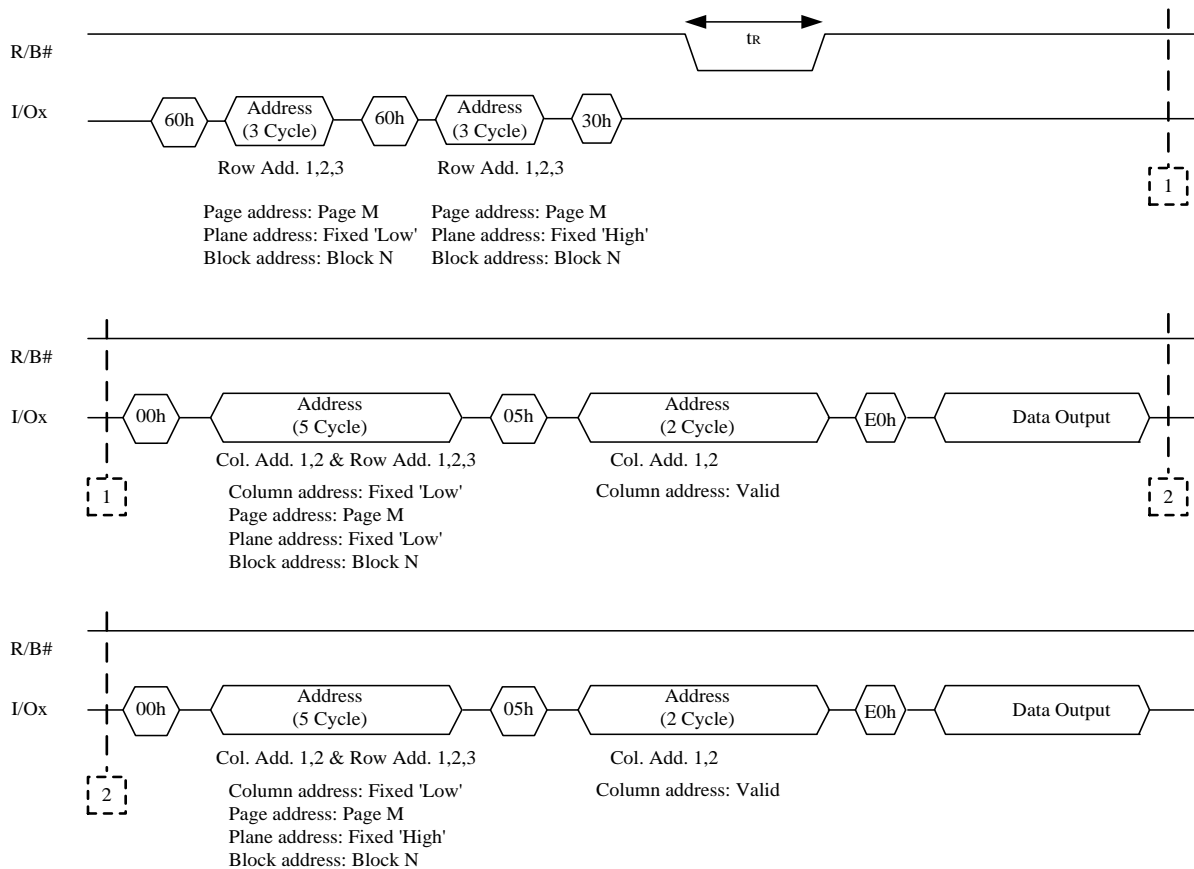 tR
R/B#
I/Ox
60h
Address
(3 Cycle)
60h
Address
(3 Cycle)
30h
Row Add. 1,2,3
Row Add. 1,2,3
Page address: Page M
Plane address: Fixed 'Low'
Block address: Block N
Page address: Page M
Plane address: Fixed 'High'
Block address: Block N
1
R/B#
I/Ox
00h
Address
(5 Cycle)
05h
Address
(2 Cycle)
E0h
Data Output
Col. Add. 1,2 & Row Add. 1,2,3
Col. Add. 1,2
Column address: Fixed 'Low'
Page address: Page M
Plane address: Fixed 'Low'
Block address: Block N
Column address: Valid
1
2
R/B#
I/Ox
00h
Address
(5 Cycle)
05h
Address
(2 Cycle)
E0h
Data Output
Col. Add. 1,2 & Row Add. 1,2,3
Col. Add. 1,2
Column address: Fixed 'Low'
Page address: Page M
Plane address: Fixed 'High'
Block address: Block N
Column address: Valid
2